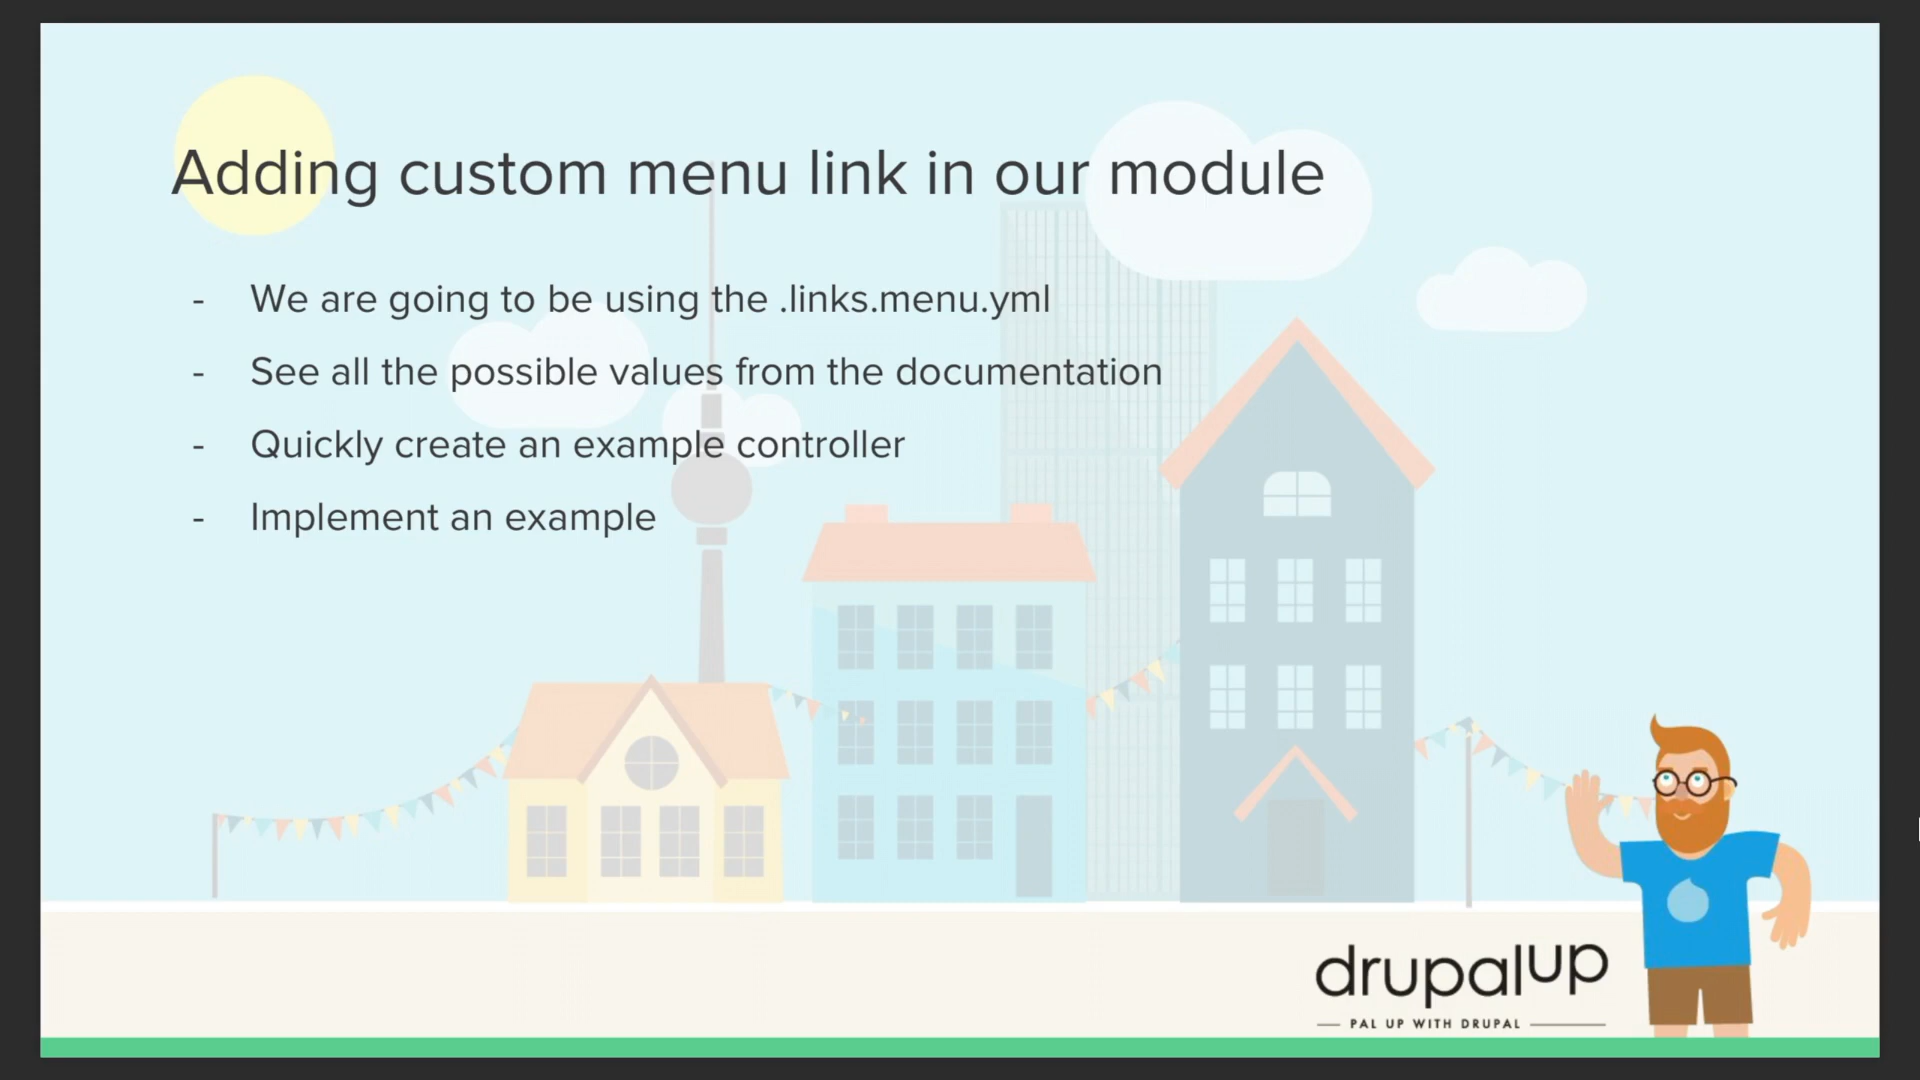 Adding custom menu link in our module
- We are going to be using the .links.menu.yml
- See all the possible values from the documentation
- Quickly create an example controller
- Implement an example
drupalup
PAL UP WITH DRUPAL